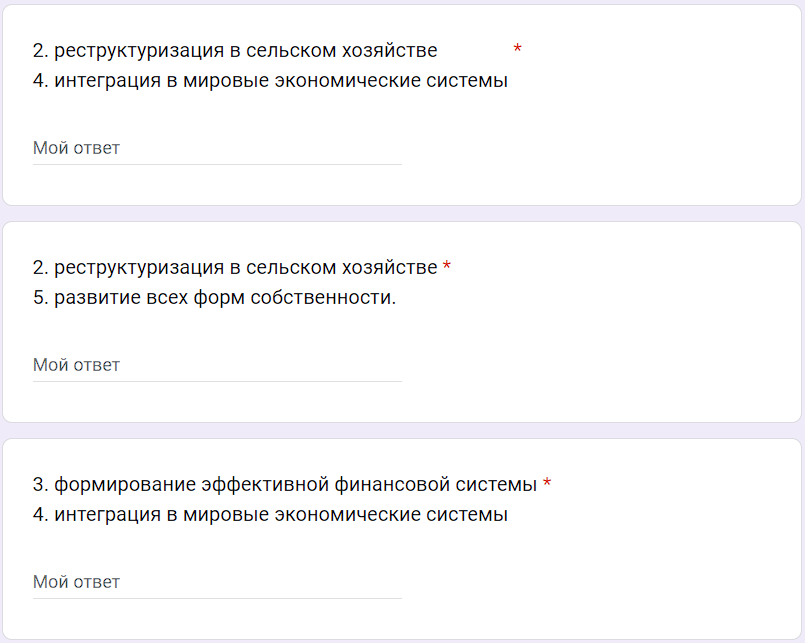 2. реструктуризация в сельском хозяйстве *
4. интеграция в мировые экономические системы
Мой ответ
2. реструктуризация в сельском хозяйстве *
5. развитие всех форм собственности.
Мой ответ
3. формирование эффективной финансовой системы *
4. интеграция в мировые экономические системы
Мой ответ